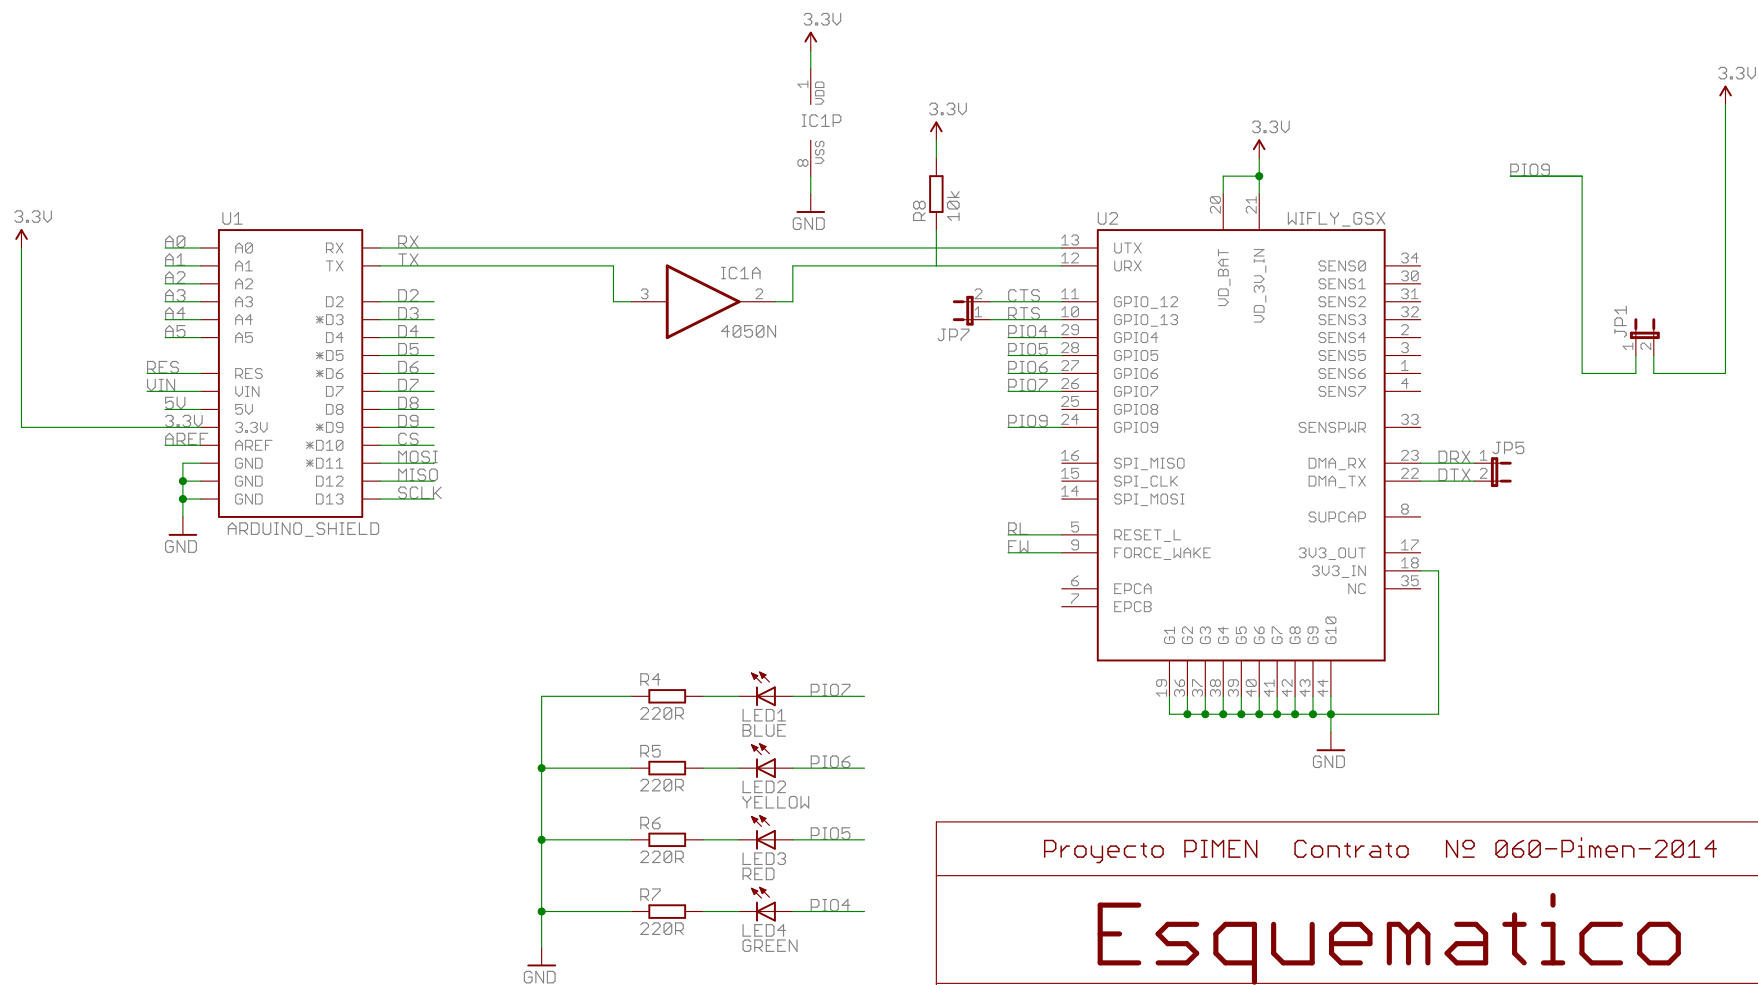 3.3V
1
VDD
IC1P
8
VSS
GND
3.3V
R8
10k
3.3V
3.3V
PIO9
JP1
1
2
3.3V
U1
A0 A0 RX RX
A1 A1 TX TX
A2 A2
A3 A3 D2 D2
A4 A4 *D3 D3
A5 A5 D4 D4
*D5 D5
RES RES *D6 D6
VIN VIN D7 D7
5V 5V D8 D8
3.3V 3.3V *D9 D9
AREF AREF *D10 CS
GND *D11 MOSI
GND D12 MISO
GND D13 SCLK
ARDUINO_SHIELD
GND
IC1A
3
2
4050N
U2
WIFLY_GSX
20
21
VD_BAT
VD_3V_IN
13 UTX
12 URX
2 CTS 11 GPIO_12
1 RTS 10 GPIO_13
JP7
PIO4 29 GPIO4
PIO5 28 GPIO5
PIO6 27 GPIO6
PIO7 26 GPIO7
25 GPIO8
PIO9 24 GPIO9
16 SPI_MISO
15 SPI_CLK
14 SPI_MOSI
RL 5 RESET_L
FW 9 FORCE_WAKE
6 EPCA
7 EPCB
SENS0 34
SENS1 30
SENS2 31
SENS3 32
SENS4 2
SENS5 3
SENS6 1
SENS7 4
SENSPWR 33
JP5
DMA_RX 23 DRX 1
DMA_TX 22 DTX 2
SUPCAP 8
3V3_OUT 17
3V3_IN 18
NC 35
G1 G2 G3 G4 G5 G6 G7 G8 G9 G10
19 36 37 38 39 40 41 42 43 44
GND
R4
220R
LED1
BLUE
PIO7
R5
220R
LED2
YELLOW
PIO6
R6
220R
LED3
RED
PIO5
R7
220R
LED4
GREEN
PIO4
GND
Proyecto PIMEN Contrato Nº 060-Pimen-2014
Esquematico